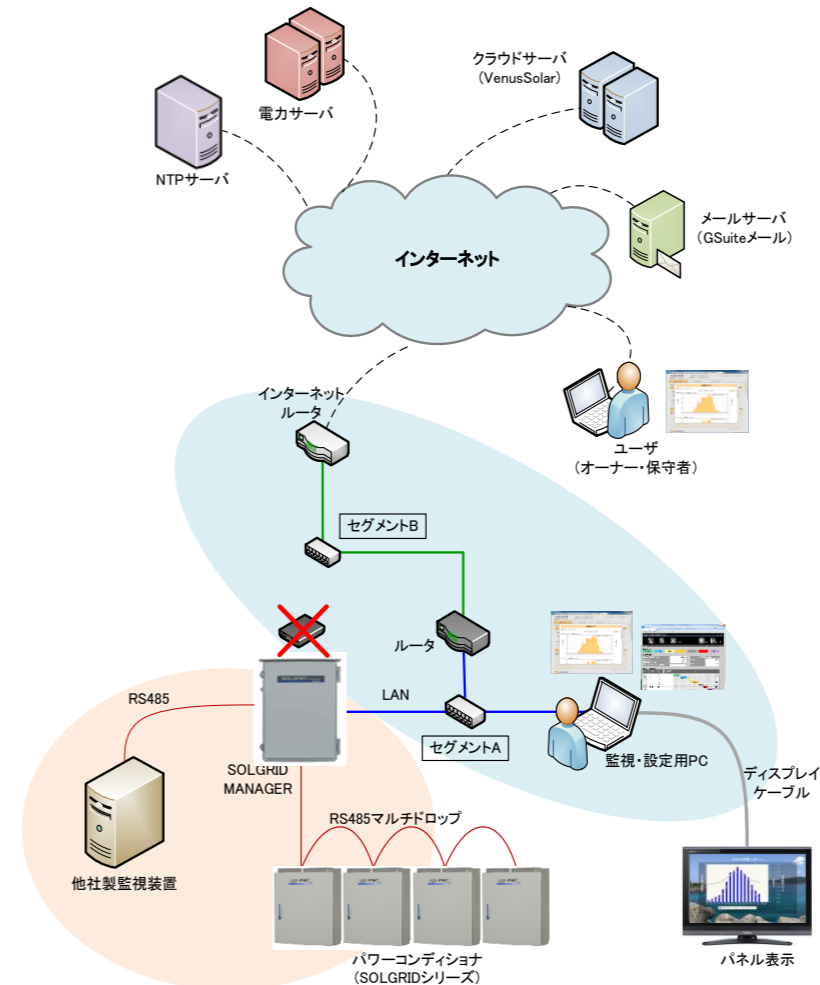 電力サーバ
クラウドサーバ
(VenusSolar)
NTPサーバ
メールサーバ
(GSuiteメール)
インターネット
インターネット
ルータ
ユーザ
(オーナー・保守者)
セグメントB
ルータ
RS485
LAN
セグメントA
監視・設定用PC
SOLGRID
MANAGER
ディスプレイ
ケーブル
RS485マルチドロップ
他社製監視装置
パワーコンディショナ
(SOLGRIDシリーズ)
パネル表示